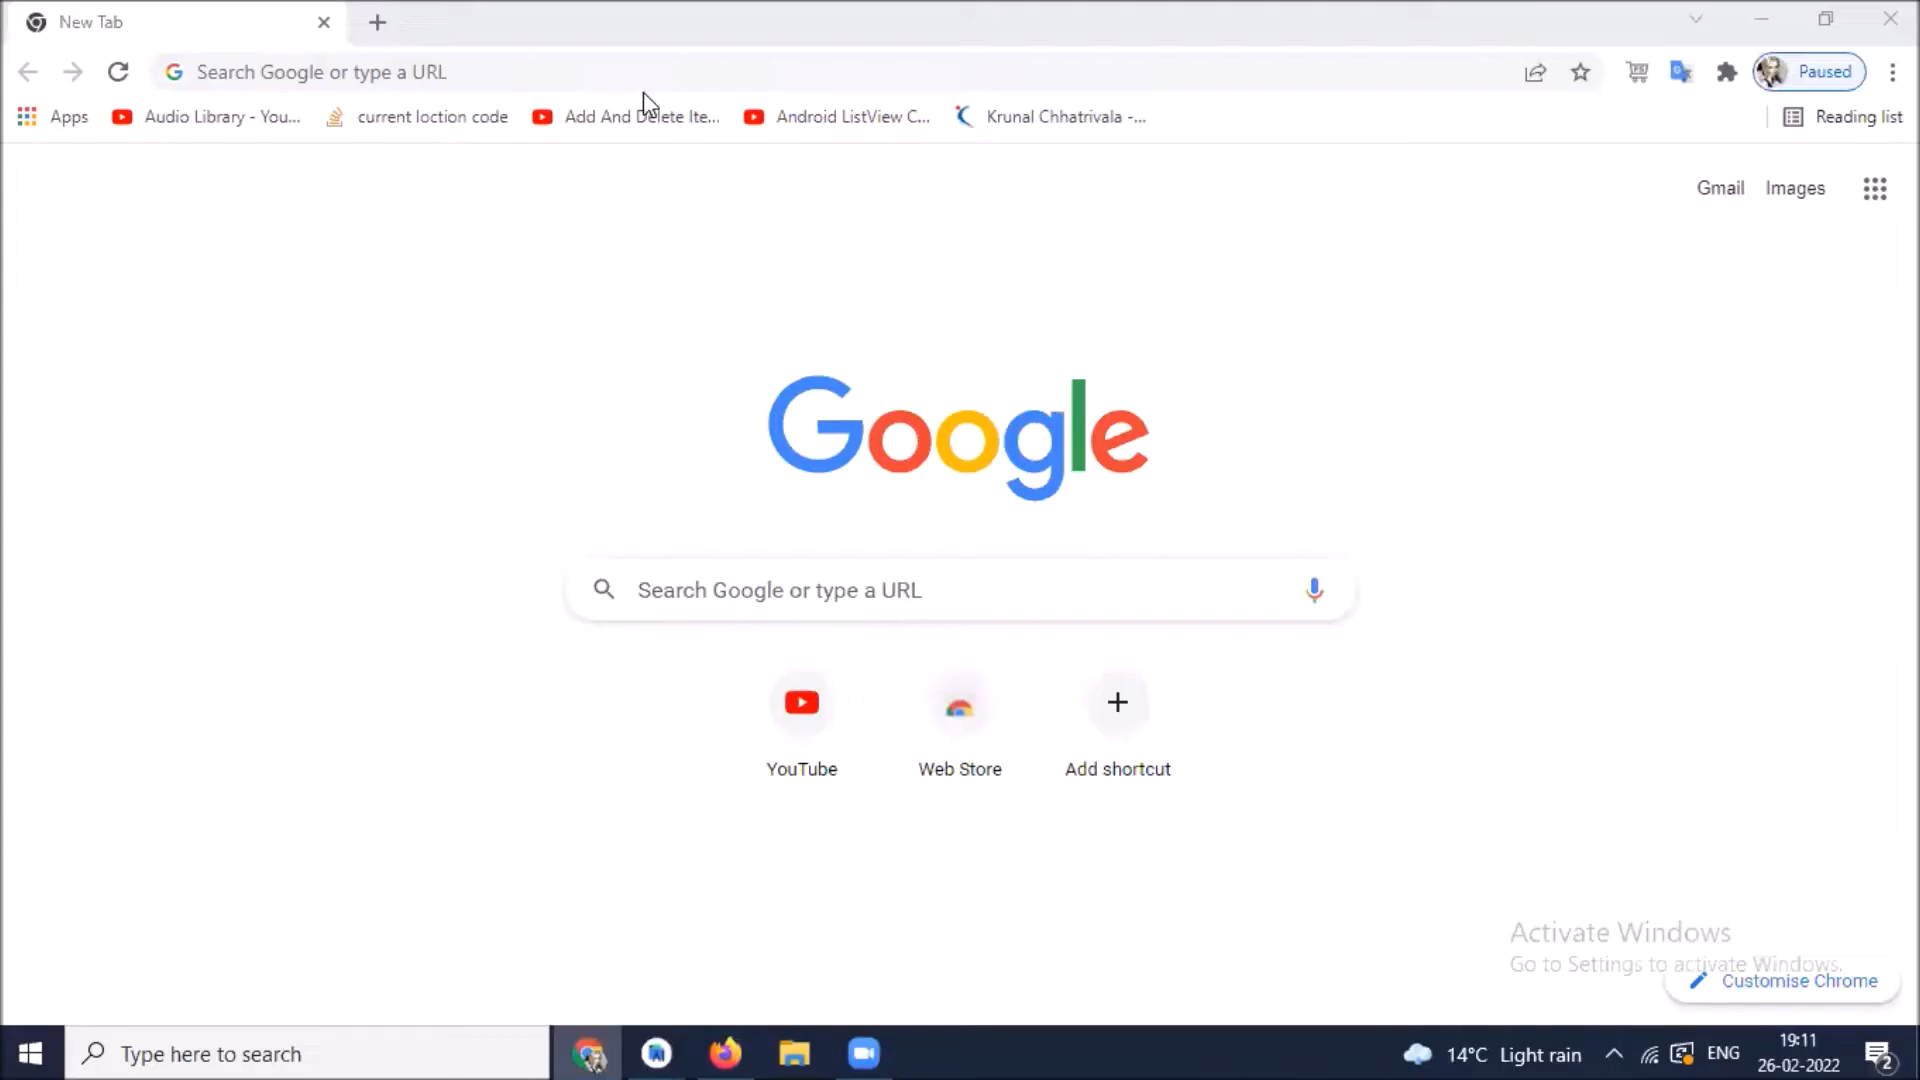 New Tab
Search Google or type a URL
Paused
Apps
Audio Library - You...
current loction code
Add And Delete Ite...
Android ListView C...
Krunal Chhatrivala -...
Reading list
Gmail
Images
Google
Search Google or type a URL
YouTube
Web Store
Add shortcut
Activate Windows
Go to Settings to activate Windows.
Customise Chrome
Type here to search
14°C Light rain
ENG
19:11
26-02-2022
2